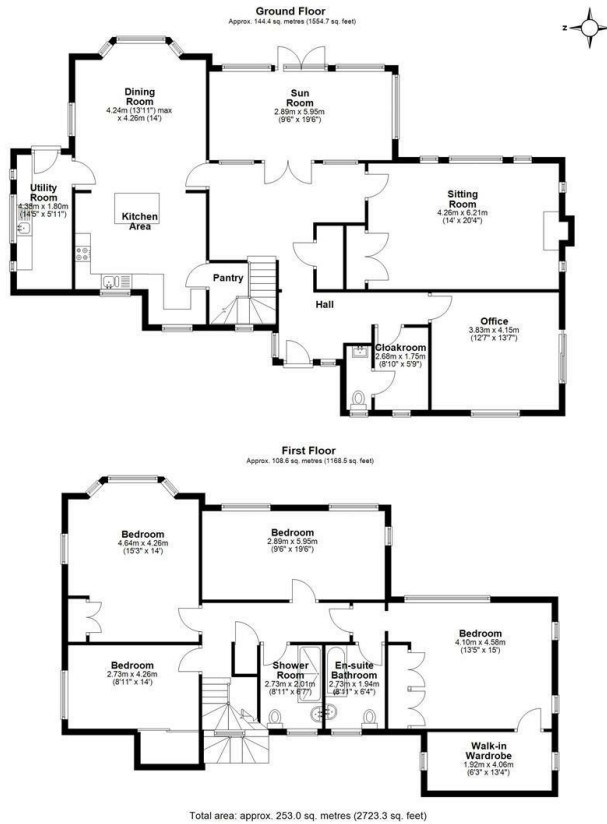 Ground Floor
Approx. 144.4 sq. metres (1554.7 sq. feet)
Z
Dining
Room
4.24m (13'11") max
x 4.26m (14')
Sun
Room
2.89m x 5.95m
(9'6" x 19'6")
Utility
Room
4.38m x 1.80m
(14'5" x 5'11")
Kitchen
Area
Sitting
Room
4.26m x 6.21m
(14' x 20'4")
Pantry
Hall
Office
3.83m x 4.15m
(12'7" x 13'7")
Cloakroom
2.68m x 1.75m
(8'10" x 5'9")
First Floor
Approx. 108.6 sq. metres (1168.5 sq. feet)
Bedroom
4.64m x 4.26m
(15'3" x 14')
Bedroom
2.89m x 5.95m
(9'6" x 19'6")
Bedroom
4.10m x 4.58m
(13'5" x 15')
Bedroom
2.73m x 4.26m
(8'11" x 14')
Shower
Room
2.73m x 2.01m
(8'11" x 6'7")
En-suite
Bathroom
2.73m x 1.94m
(8'11" x 6'4")
Walk-in
Wardrobe
1.92m x 4.06m
(6'3" x 13'4")
Total area: approx. 253.0 sq. metres (2723.3 sq. feet)